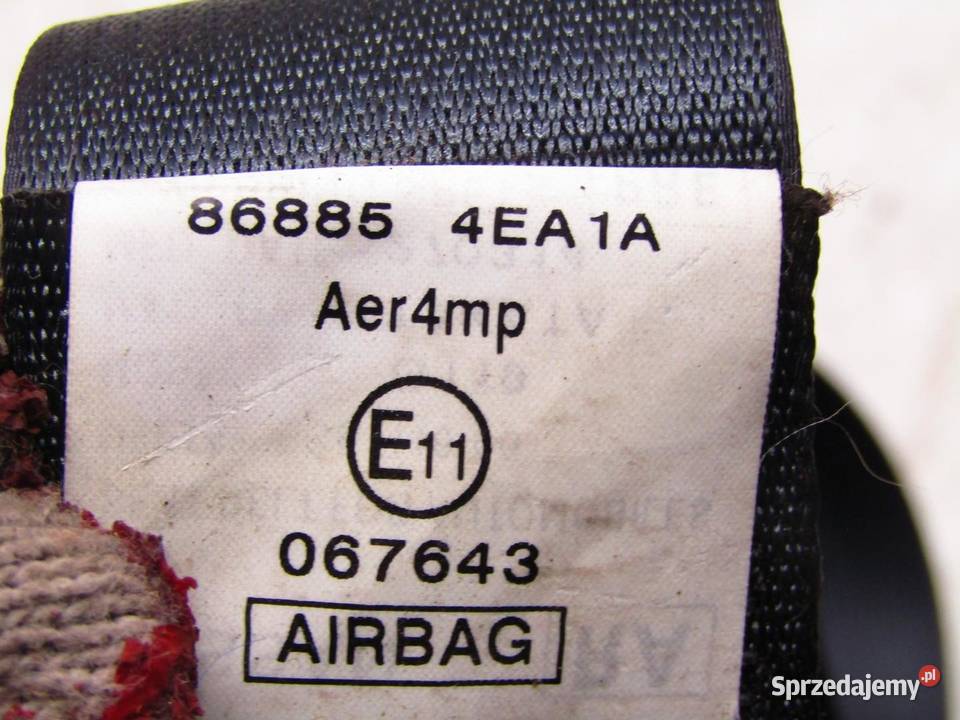 86885 4EA1A
Aer4mp
E11
067643
AIRBAG
Sprzedajemy.pl